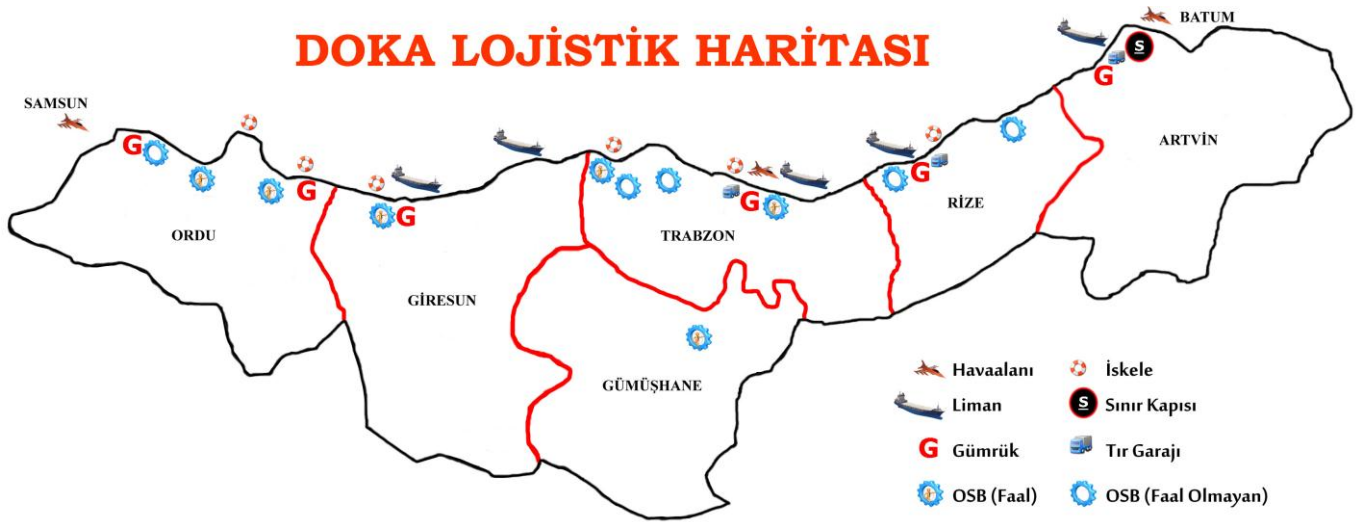 DOKA LOJİSTİK HARİTASI
BATUM
SAMSUN
S
G
ARTVİN
G
G
G
RİZE
G
G
ORDU
TRABZON
GİRESUN
GÜMÜŞHANE
Havaalanı
İskele
Liman
S Sınır Kapısı
G Gümrük
Tır Garajı
OSB (Faal)
OSB (Faal Olmayan)